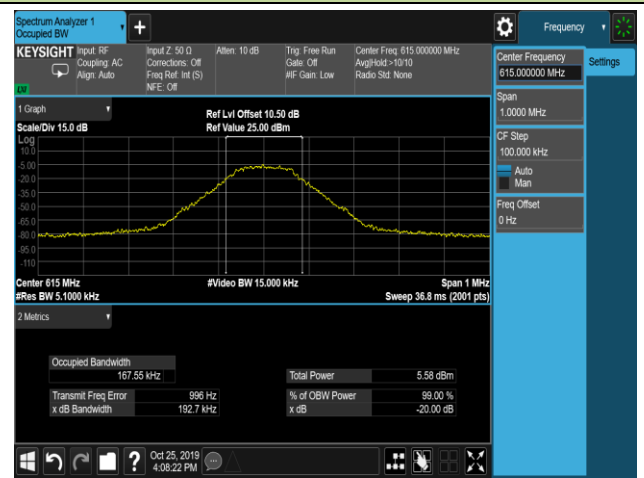 Spectrum Analyzer 1
Occupied BW
Frequency
KEYSIGHT
Input: RF
Coupling: AC
Align: Auto
Input Z: 50 Ω
Corrections: Off
Freq Ref: Int (S)
NFE: Off
Atten: 10 dB
Trig: Free Run
Gate: Off
#IF Gain: Low
Center Freq: 615.000000 MHz
Avg|Hold:>10/10
Radio Std: None
LXI
Center Frequency
615.000000 MHz
Settings
Span
1.0000 MHz
CF Step
100.000 kHz
Auto
Man
Freq Offset
0 Hz
1 Graph
Scale/Div 15.0 dB
Ref Lvl Offset 10.50 dB
Ref Value 25.00 dBm
Log
10.0
-5.00
-20.0
-35.0
-50.0
-65.0
-80.0
-95.0
-110
Center 615 MHz
#Res BW 5.1000 kHz
#Video BW 15.000 kHz
Span 1 MHz
Sweep 36.8 ms (2001 pts)
2 Metrics
Occupied Bandwidth
167.55 kHz
Total Power 5.58 dBm
Transmit Freq Error 996 Hz
% of OBW Power 99.00 %
x dB Bandwidth 192.7 kHz
x dB -20.00 dB
?
Oct 25, 2019
4:08:22 PM